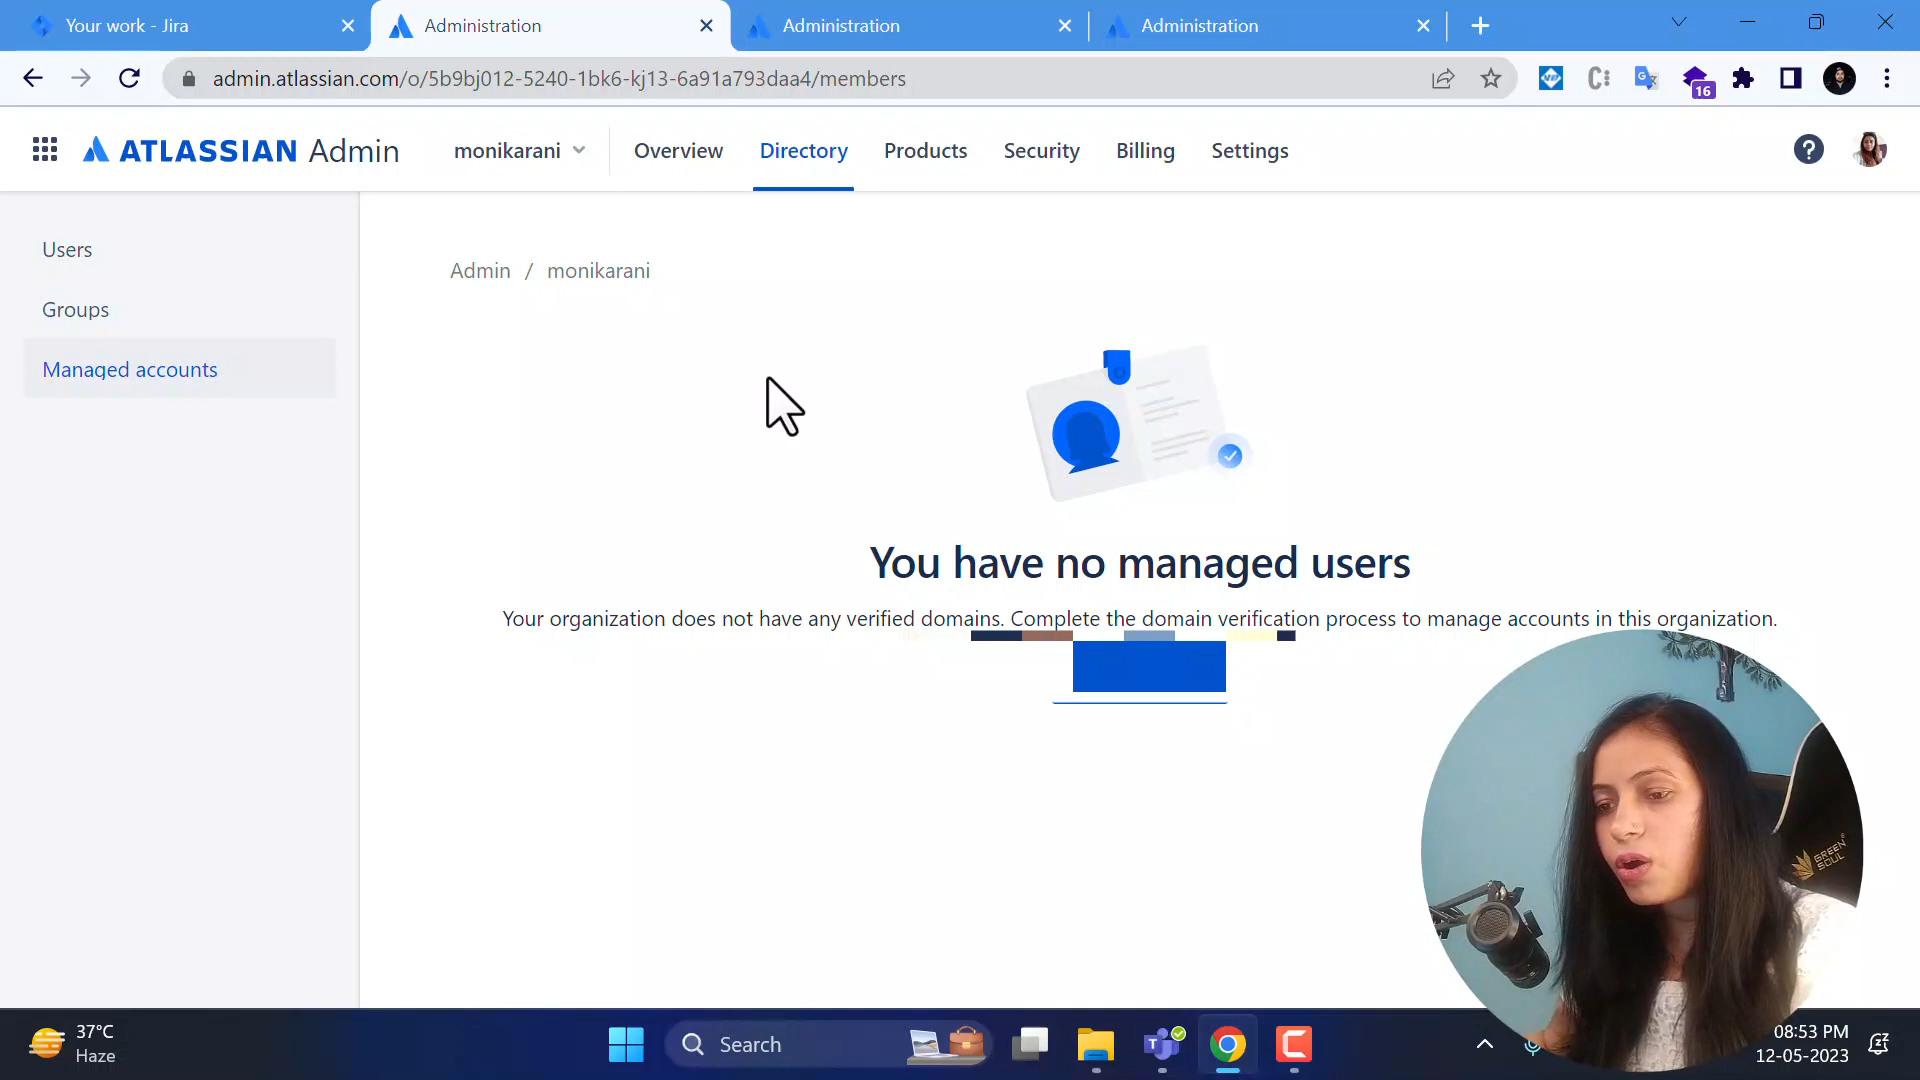 Your work - Jira
Administration
Administration
Administration
admin.atlassian.com/o/5b9bj012-5240-1bk6-kj13-6a91a793daa4/members
16
ATLASSIAN Admin
monikarani
Overview
Directory
Products
Security
Billing
Settings
Users
Groups
Managed accounts
Admin / monikarani
You have no managed users
Your organization does not have any verified domains. Complete the domain verification process to manage accounts in this organization.
GREEN SOUL
37°C
Haze
Search
08:53 PM
12-05-2023